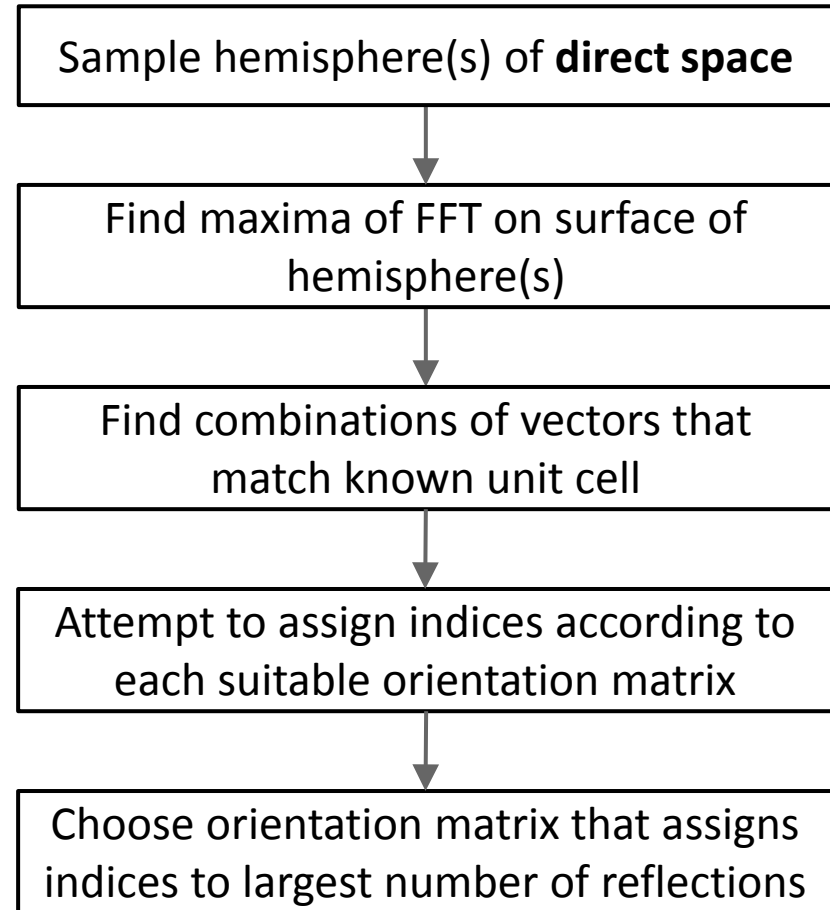 Sample hemisphere(s) of direct space
Find maxima of FFT on surface of
hemisphere(s)
Find combinations of vectors that
match known unit cell
Attempt to assign indices according to
each suitable orientation matrix
Choose orientation matrix that assigns
indices to largest number of reflections